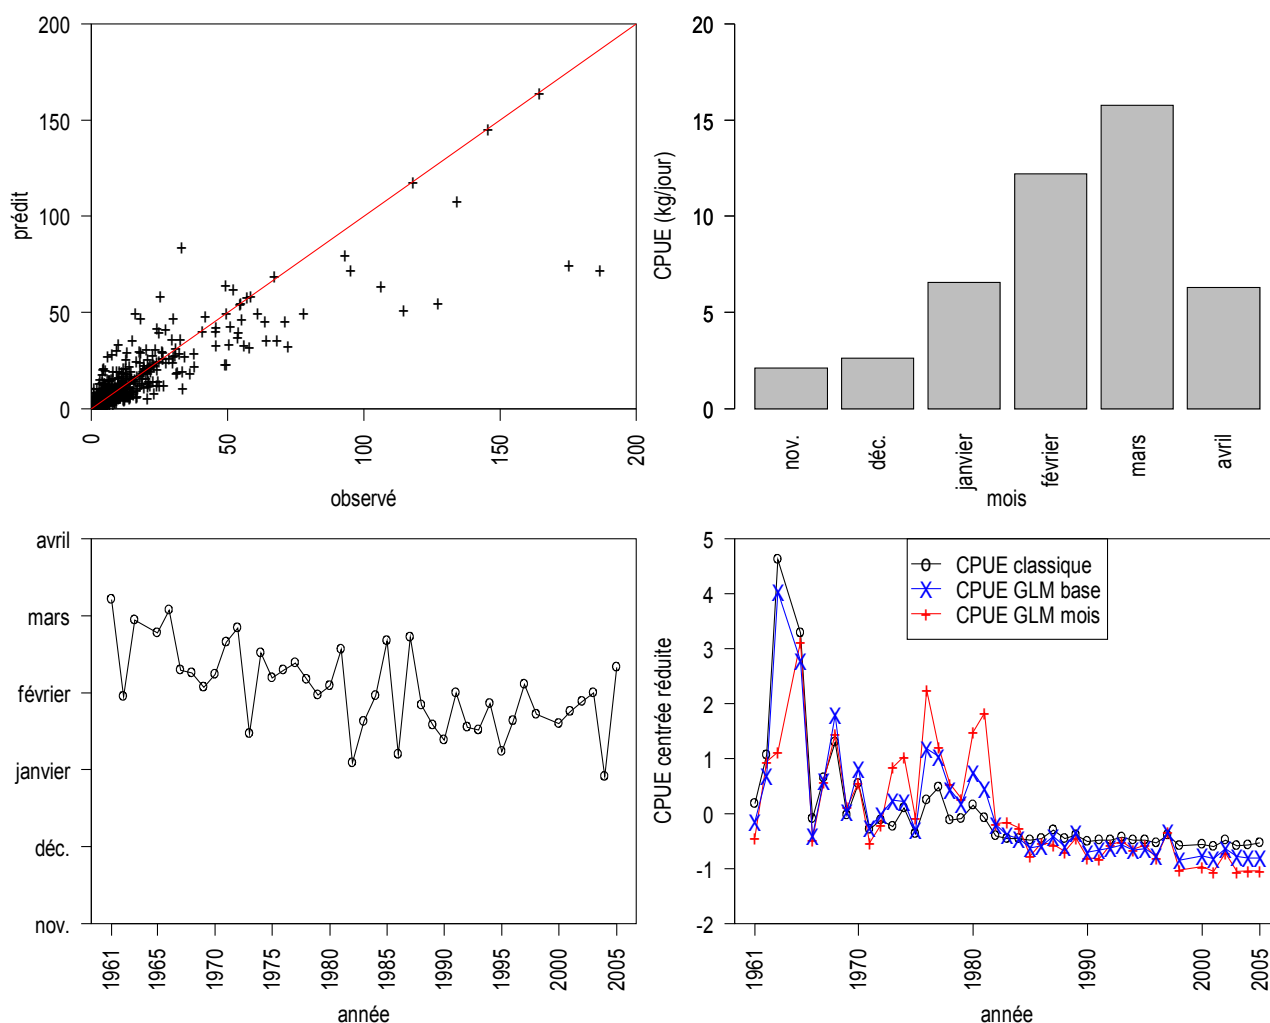 200
150
100
50
0
prédit
0
50
100
150
200
observé
20
15
10
5
0
CPUE (kg/jour)
nov.
déc.
janvier
février
mars
avril
mois
avril
mars
février
janvier
déc.
nov.
1961
1965
1970
1975
1980
1985
1990
1995
2000
2005
année
5
4
3
2
1
0
-1
-2
CPUE centrée réduite
CPUE classique
CPUE GLM base
CPUE GLM mois
1961
1970
1980
1990
2000
2005
année